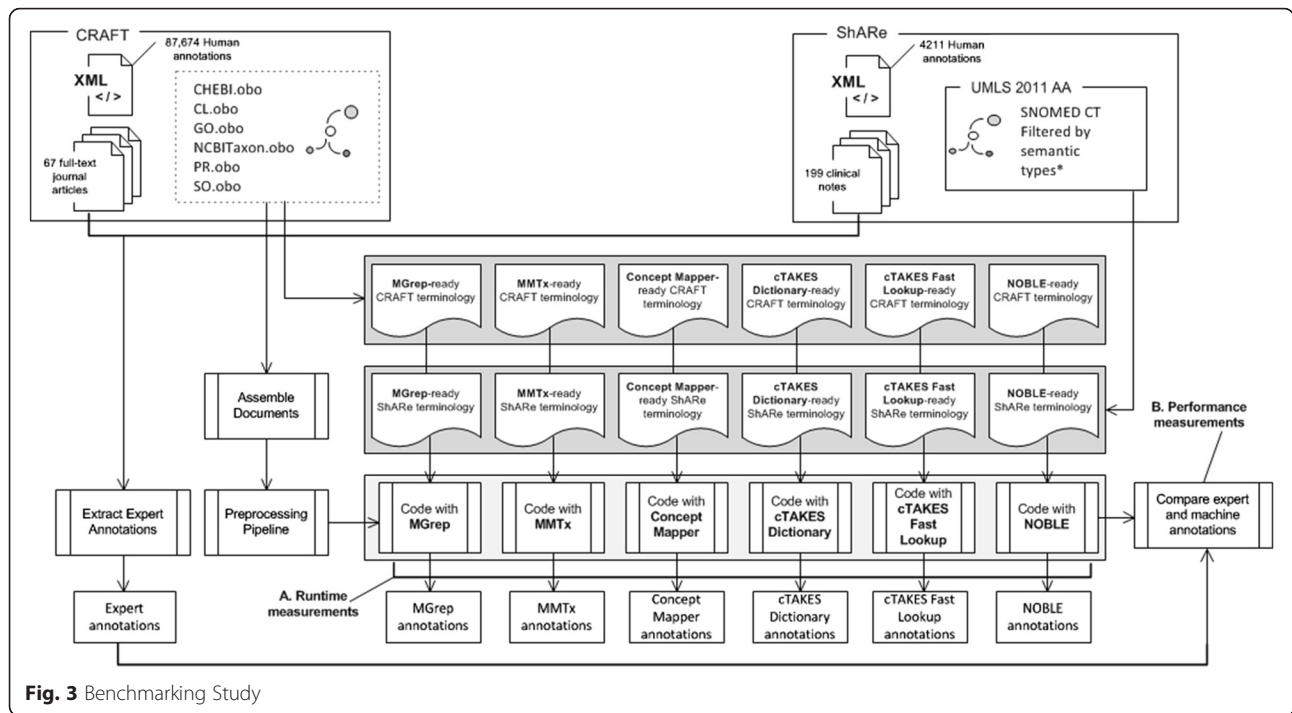 CRAFT
87,674 Human
annotations
XML
< / >
67 full-text
journal
articles
CHEBI.obo
CL.obo
GO.obo
NCBITaxon.obo
PR.obo
SO.obo
ShARe
4211 Human
annotations
XML
< / >
199 clinical
notes
UMLS 2011 AA
SNOMED CT
Filtered by
semantic
types*
MGrep-ready
CRAFT terminology
MMTx-ready
CRAFT terminology
Concept Mapper-
ready CRAFT
terminology
cTAKES
Dictionary-ready
CRAFT terminology
cTAKES Fast
Lookup-ready
CRAFT terminology
NOBLE-ready
CRAFT terminology
MGrep-ready
ShARe terminology
MMTx-ready
ShARe terminology
Concept Mapper-
ready ShARe
terminology
cTAKES
Dictionary-ready
ShARe terminology
cTAKES Fast
Lookup-ready
ShARe terminology
NOBLE-ready
ShARe terminology
Assemble
Documents
B. Performance
measurements
Extract Expert
Annotations
Preprocessing
Pipeline
Code with
MGrep
Code with
MMTx
Code with
Concept
Mapper
Code with
cTAKES
Dictionary
Code with
cTAKES
Fast
Lookup
Code with
NOBLE
Compare expert
and machine
annotations
A. Runtime
measurements
Expert
annotations
MGrep
annotations
MMTx
annotations
Concept
Mapper
annotations
cTAKES
Dictionary
annotations
cTAKES Fast
Lookup
annotations
NOBLE
annotations
Fig. 3 Benchmarking Study